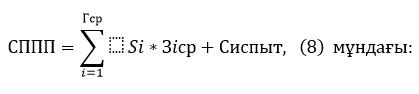 СППП = ∑_{i=1}^{Гср} ⬚ Si * Зiср + Сиспыт, (8) мұндағы: